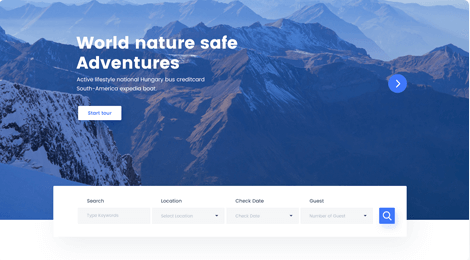 World nature safe
Adventures
Active lifestyle national Hungary bus creditcard
South-America expedia boat
Start tour
Search Location Check Date Guest
Type Keywords Select Location Check Date Number of Guest